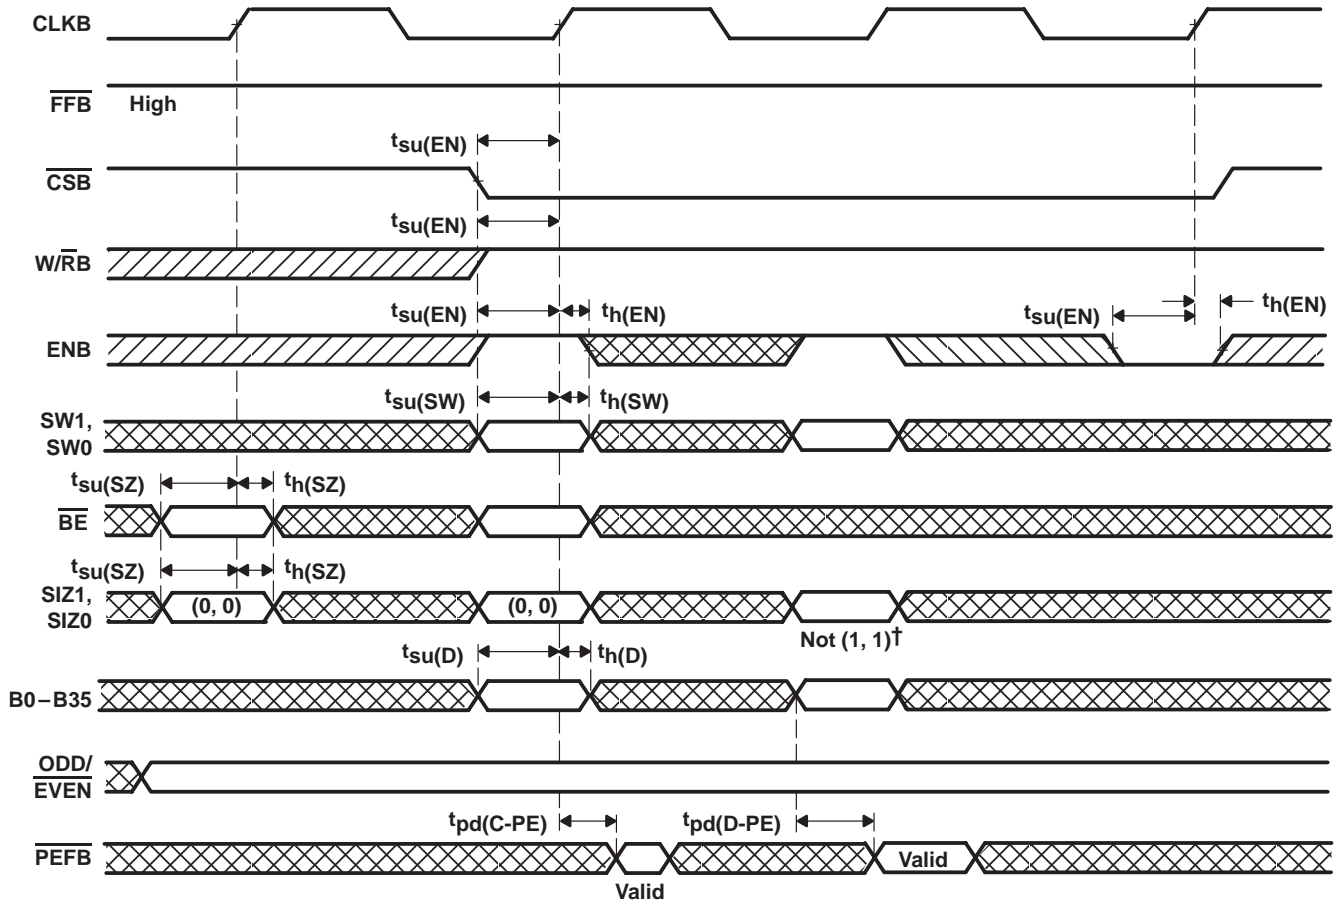 CLKB
FFB High
tsu(EN)
CSB
tsu(EN)
W/RB
tsu(EN) th(EN) tsu(EN) th(EN)
ENB
tsu(SW) th(SW)
SW1,
SW0
tsu(SZ) th(SZ)
BE
tsu(SZ) th(SZ)
SIZ1,
SIZ0
(0, 0) (0, 0)
Not (1, 1)†
tsu(D) th(D)
B0–B35
ODD/
EVEN
tpd(C-PE) tpd(D-PE)
PEFB
Valid
Valid